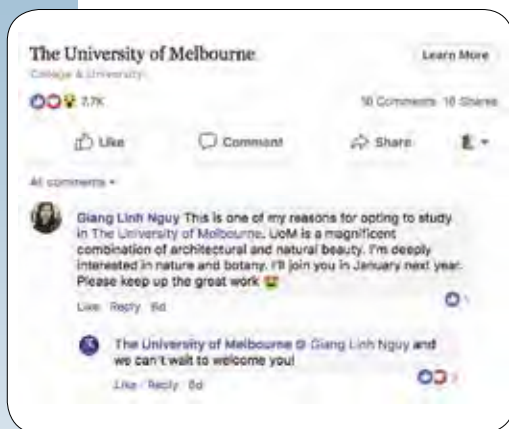 The University of Melbourne
Learn More
College & University
7.7K
Comments
Shares
Like
Comment
Share
All comments
Giang Linh Nguy This is one of my reasons for opting to study
in The University of Melbourne. UoM is a magnificent
combination of architectural and natural beauty. I'm deeply
interested in nature and botany. I'll join you in January next year.
Please keep up the great work
Like Reply 6d
The University of Melbourne Giang Linh Nguy and
we can't wait to welcome you!
Like Reply 6d